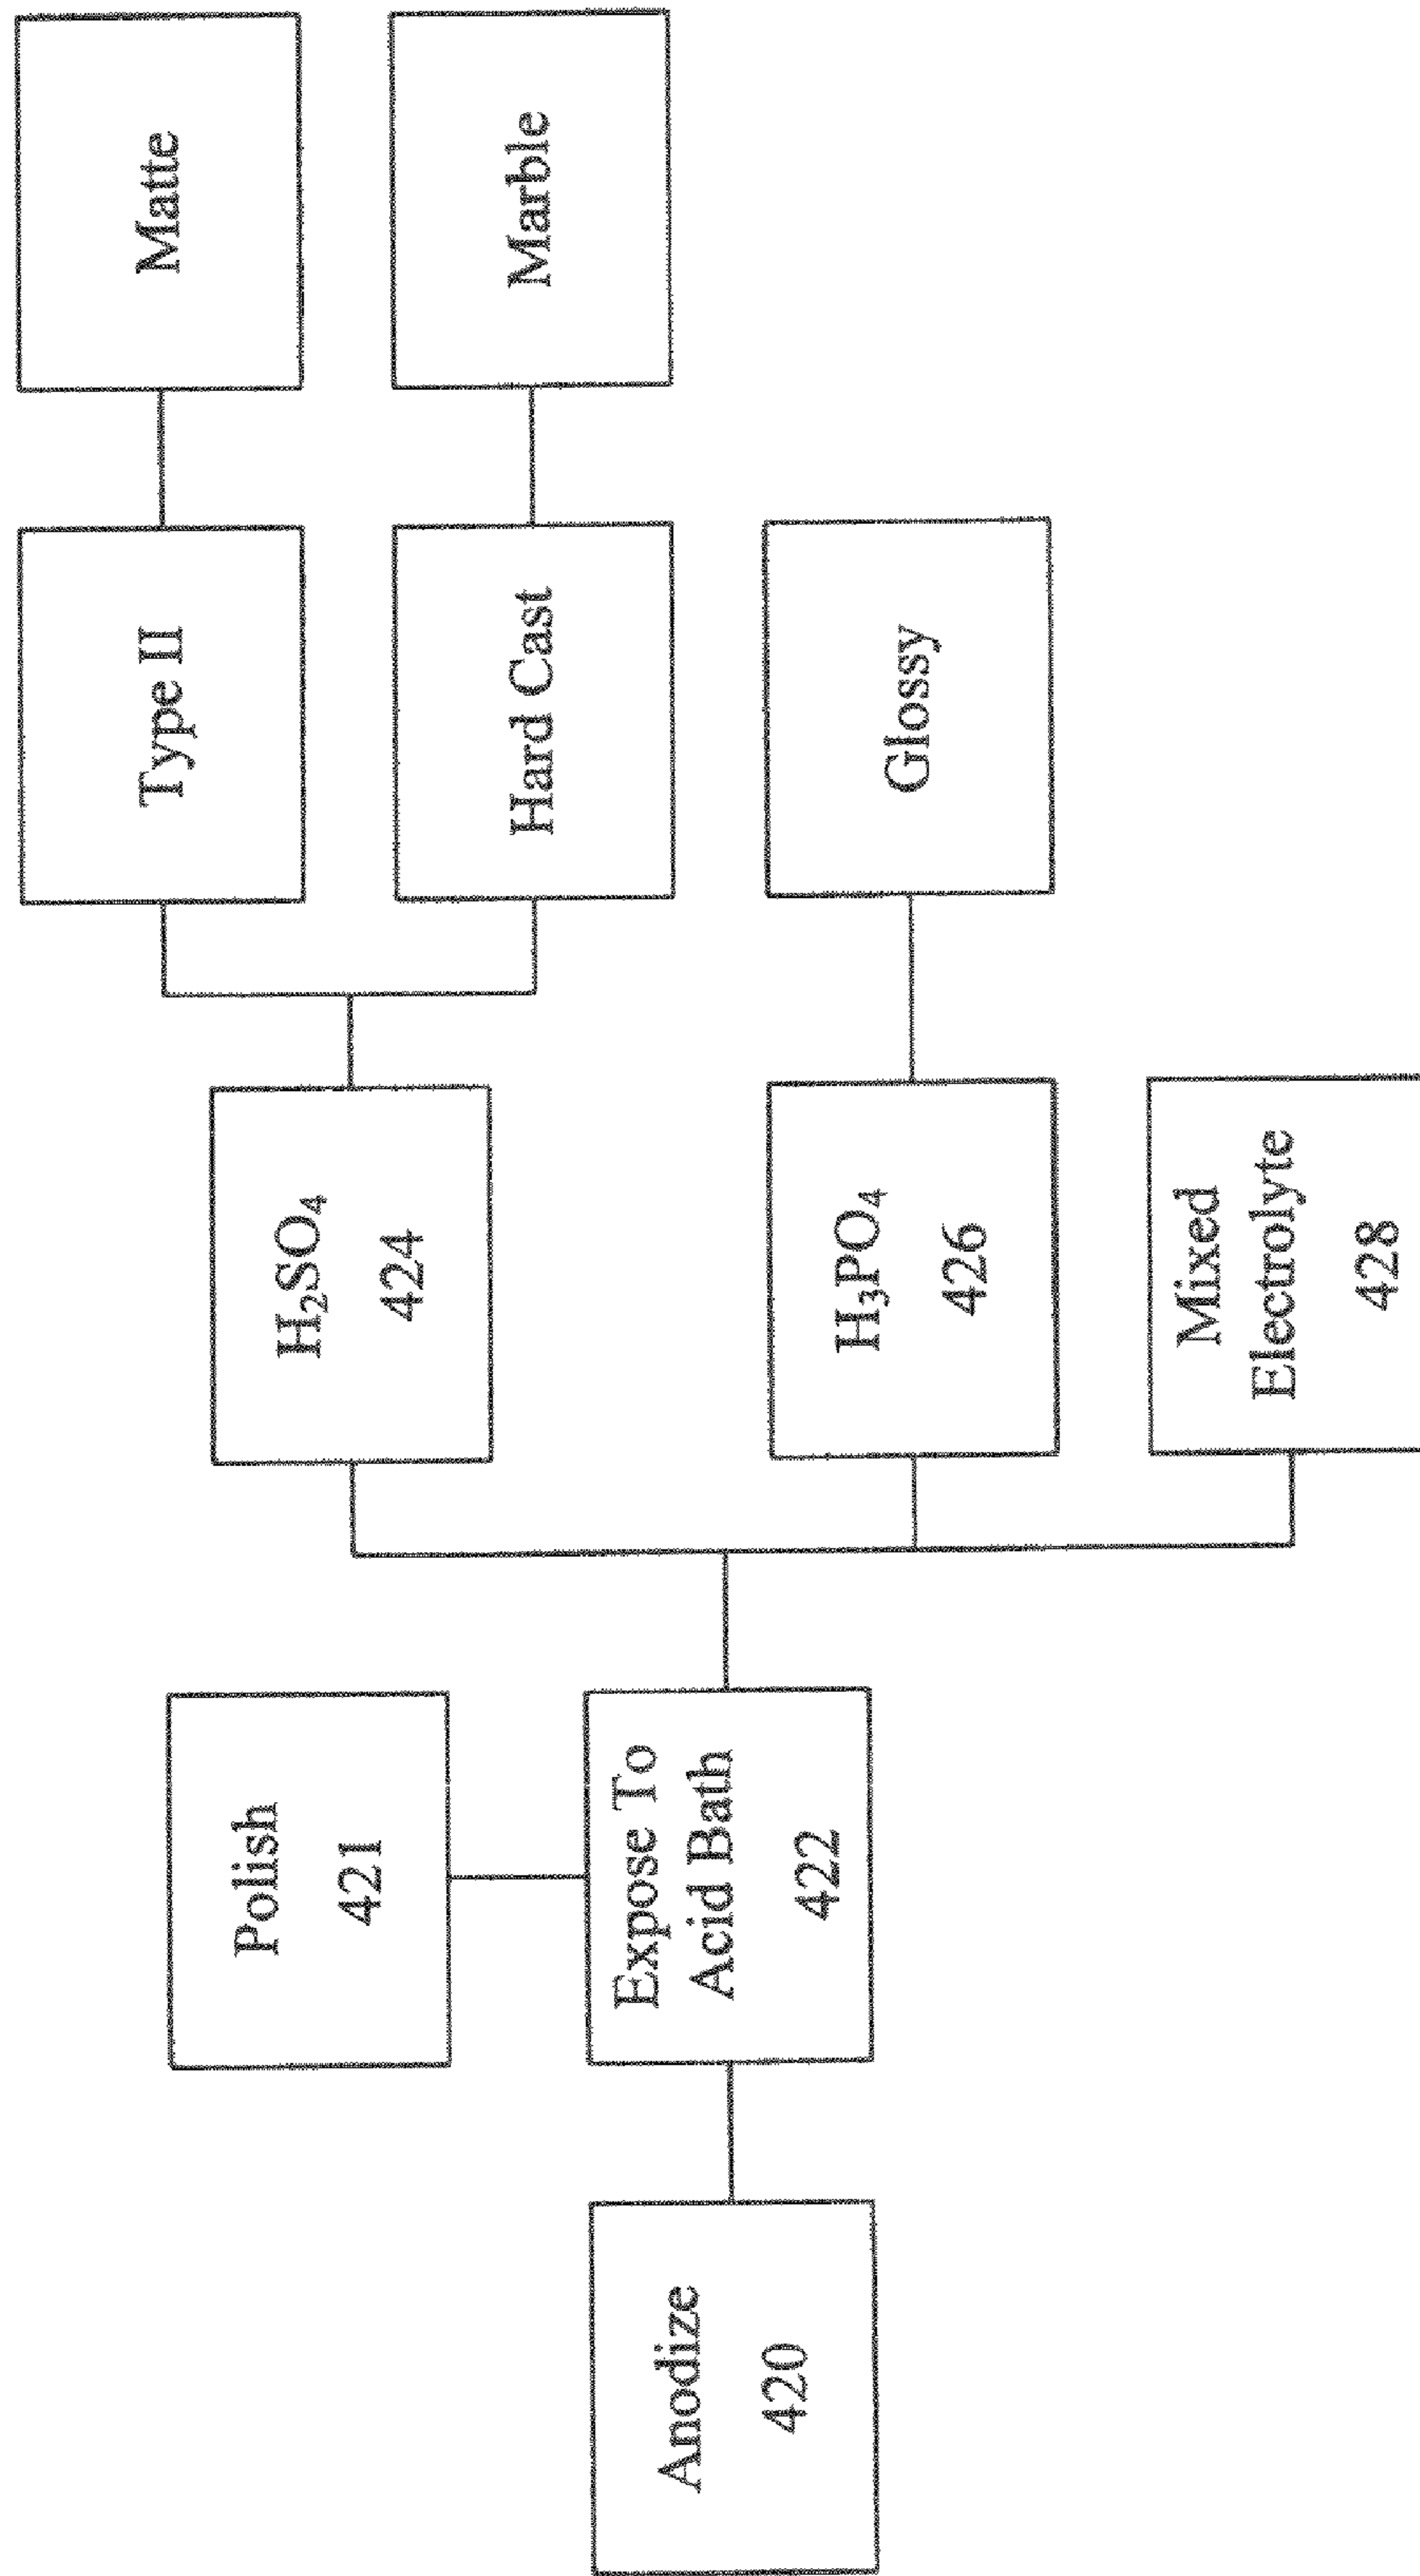 Anodize
420
Polish
421
Expose To
Acid Bath
422
H₂SO₄
424
H₃PO₄
426
Mixed
Electrolyte
428
Type II
Hard Cast
Glossy
Matte
Marble